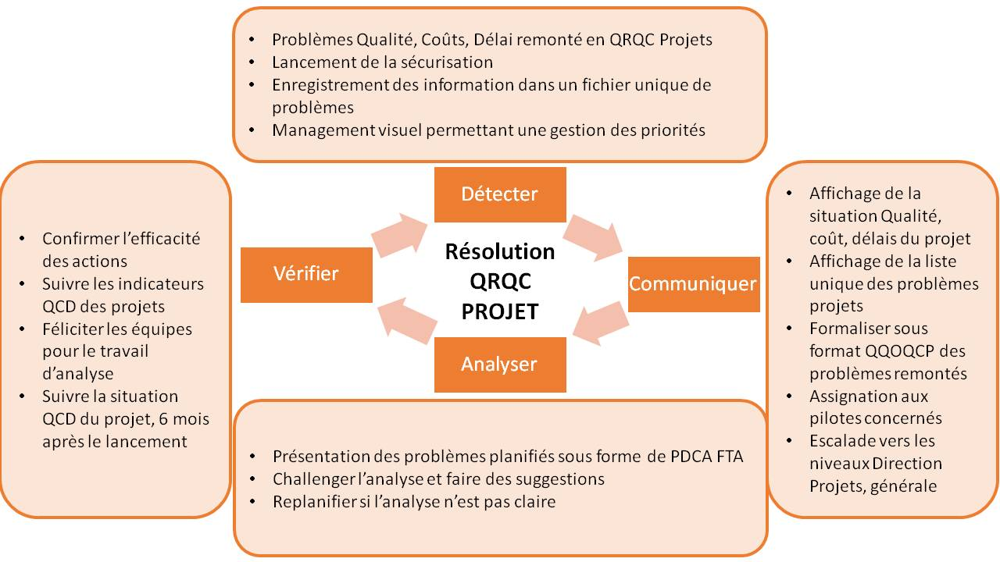 • Problèmes Qualité, Coûts, Délai remonté en QRQC Projets
• Lancement de la sécurisation
• Enregistrement des information dans un fichier unique de
problèmes
• Management visuel permettant une gestion des priorités
Détecter
Communiquer
Analyser
Vérifier
Résolution
QRQC
PROJET
• Affichage de la
situation Qualité,
coût, délais du projet
• Affichage de la liste
unique des problèmes
projets
• Formaliser sous
format QQOQCP des
problèmes remontés
• Assignation aux
pilotes concernés
• Escalade vers les
niveaux Direction
Projets, générale
• Présentation des problèmes planifiés sous forme de PDCA FTA
• Challenger l’analyse et faire des suggestions
• Replanifier si l’analyse n’est pas claire
• Confirmer l’efficacité
des actions
• Suivre les indicateurs
QCD des projets
• Féliciter les équipes
pour le travail
d’analyse
• Suivre la situation
QCD du projet, 6 mois
après le lancement